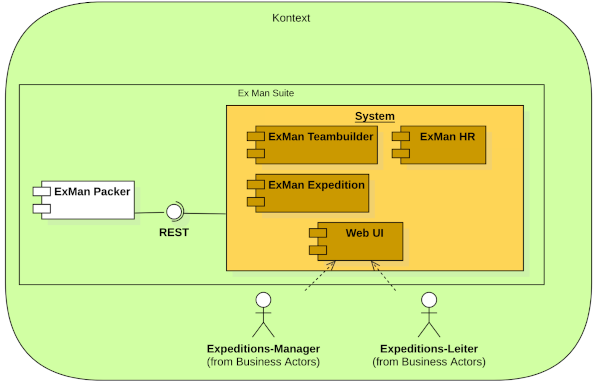 Kontext
Ex Man Suite
System
ExMan Teambuilder
ExMan HR
ExMan Expedition
ExMan Packer
REST
Web UI
Expeditions-Manager
(from Business Actors)
Expeditions-Leiter
(from Business Actors)